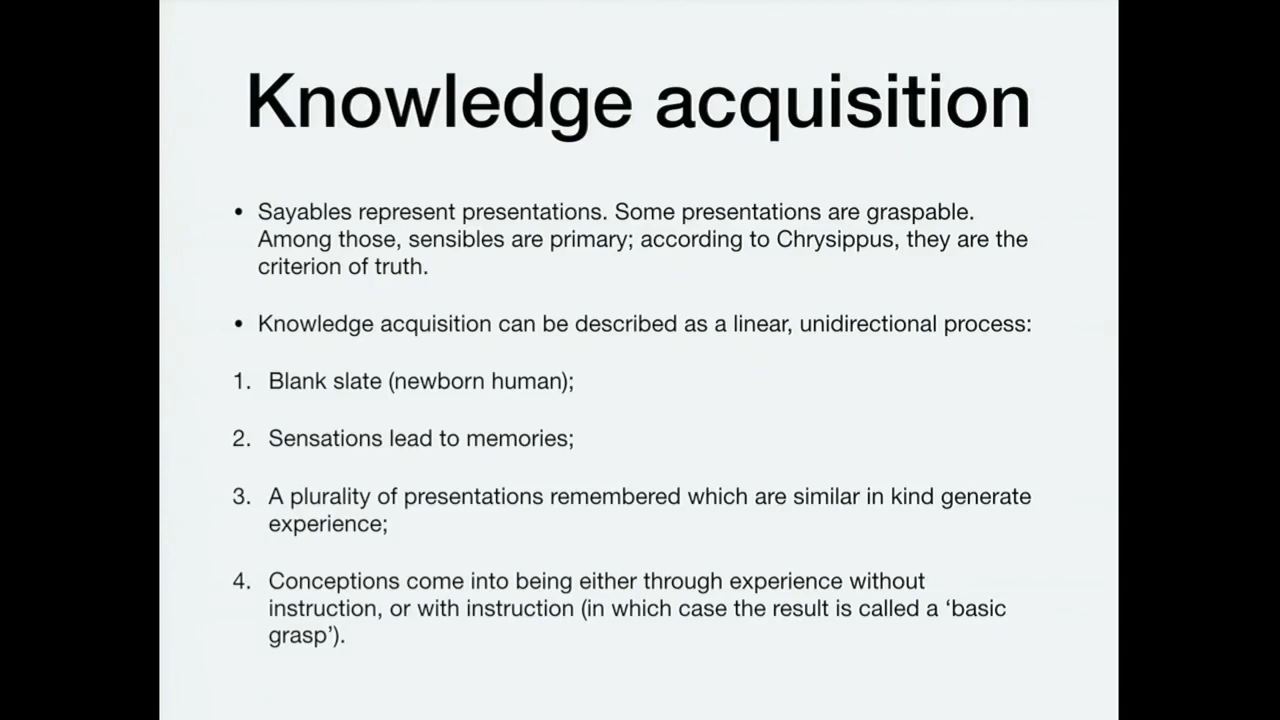 Knowledge acquisition
• Sayables represent presentations. Some presentations are graspable.
Among those, sensibles are primary; according to Chrysippus, they are the
criterion of truth.
• Knowledge acquisition can be described as a linear, unidirectional process:
1. Blank slate (newborn human);
2. Sensations lead to memories;
3. A plurality of presentations remembered which are similar in kind generate
experience;
4. Conceptions come into being either through experience without
instruction, or with instruction (in which case the result is called a ‘basic
grasp’).